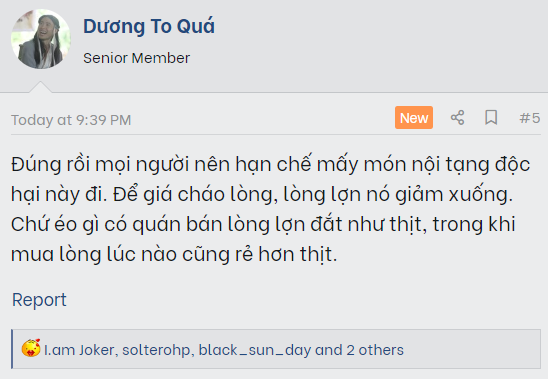 Dương To Quá
Senior Member
Today at 9:39 PM
New
#5
Đúng rồi mọi người nên hạn chế mấy món nội tạng độc
hại này đi. Để giá cháo lòng, lòng lợn nó giảm xuống.
Chứ éo gì có quán bán lòng lợn đắt như thịt, trong khi
mua lòng lúc nào cũng rẻ hơn thịt.
Report
I.am Joker, solterohp, black_sun_day and 2 others